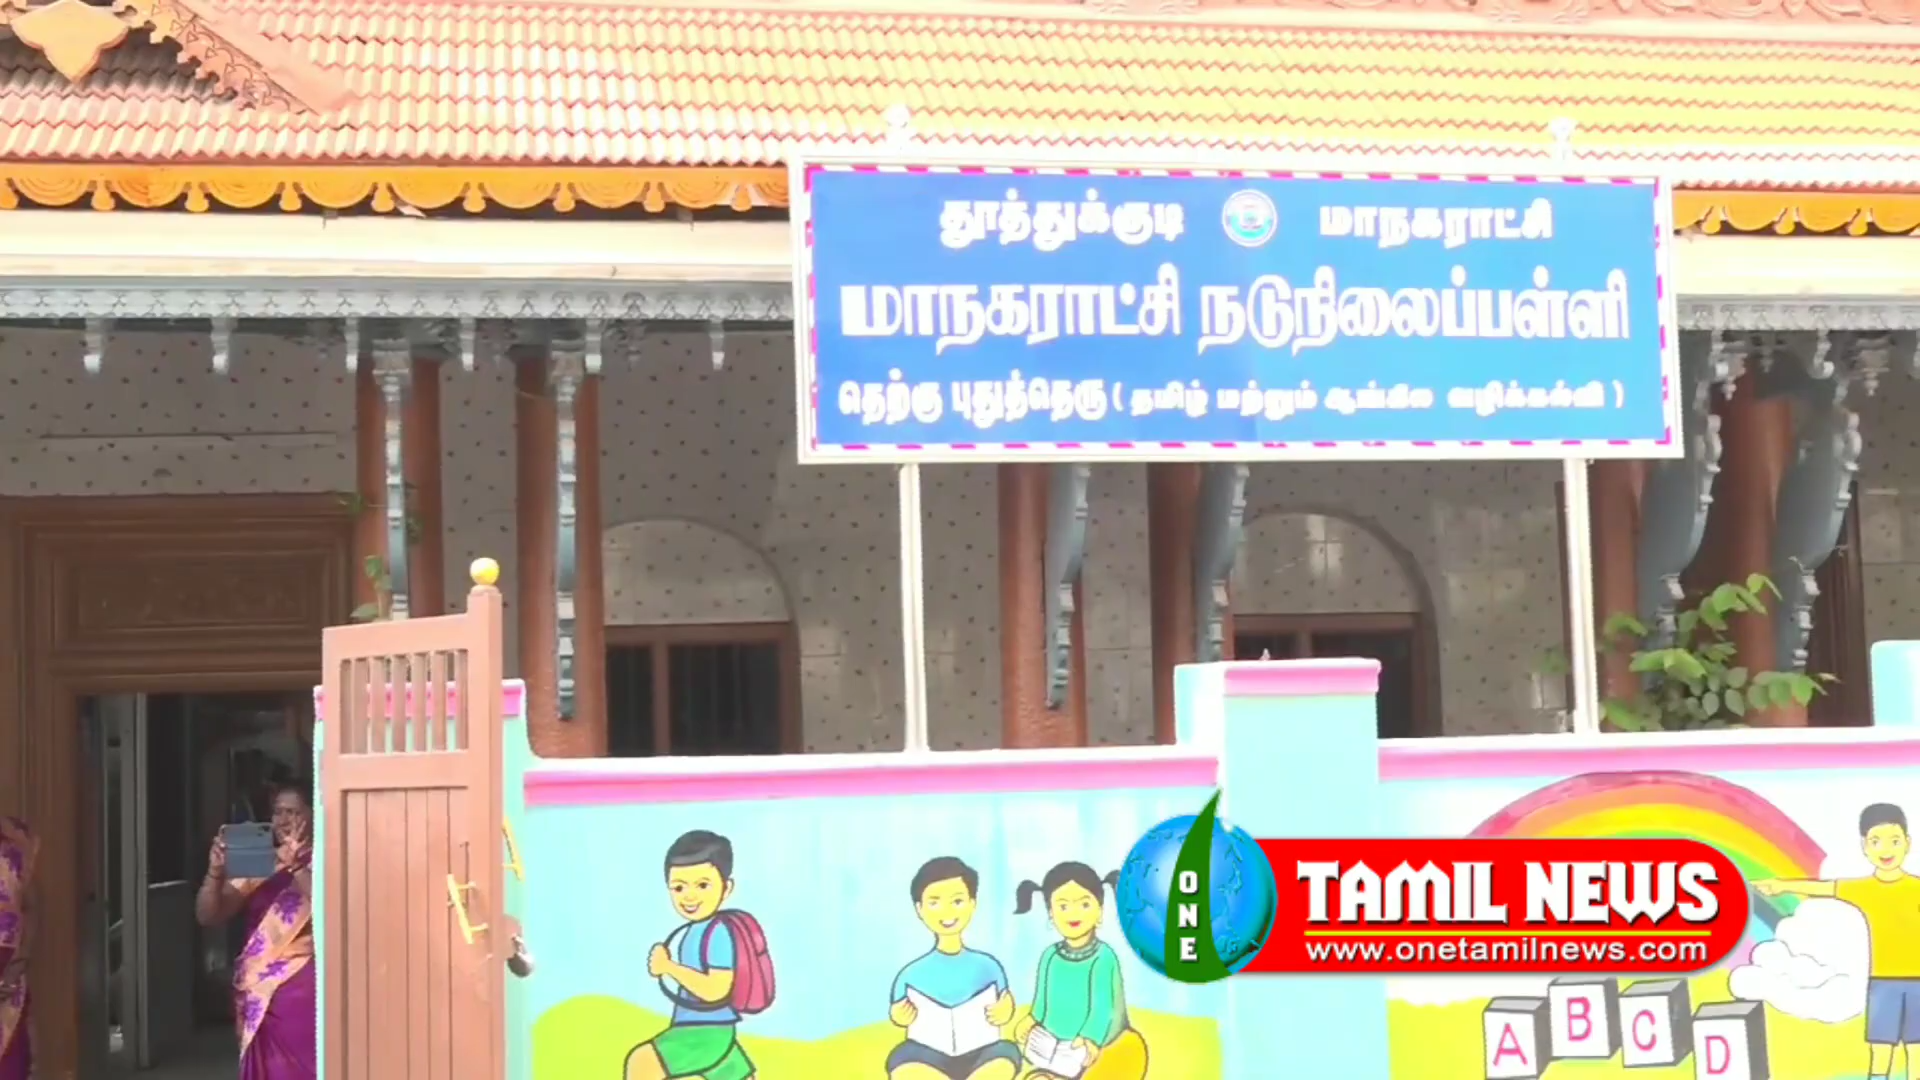 தூத்துக்குடி மாநகராட்சி
மாநகராட்சி நடுநிலைப்பள்ளி
தெற்கு புதுத்தெரு ( தமிழ் மற்றும் ஆங்கில வழிக்கல்வி )
ONE
TAMIL NEWS
www.onetamilnews.com
A B C D